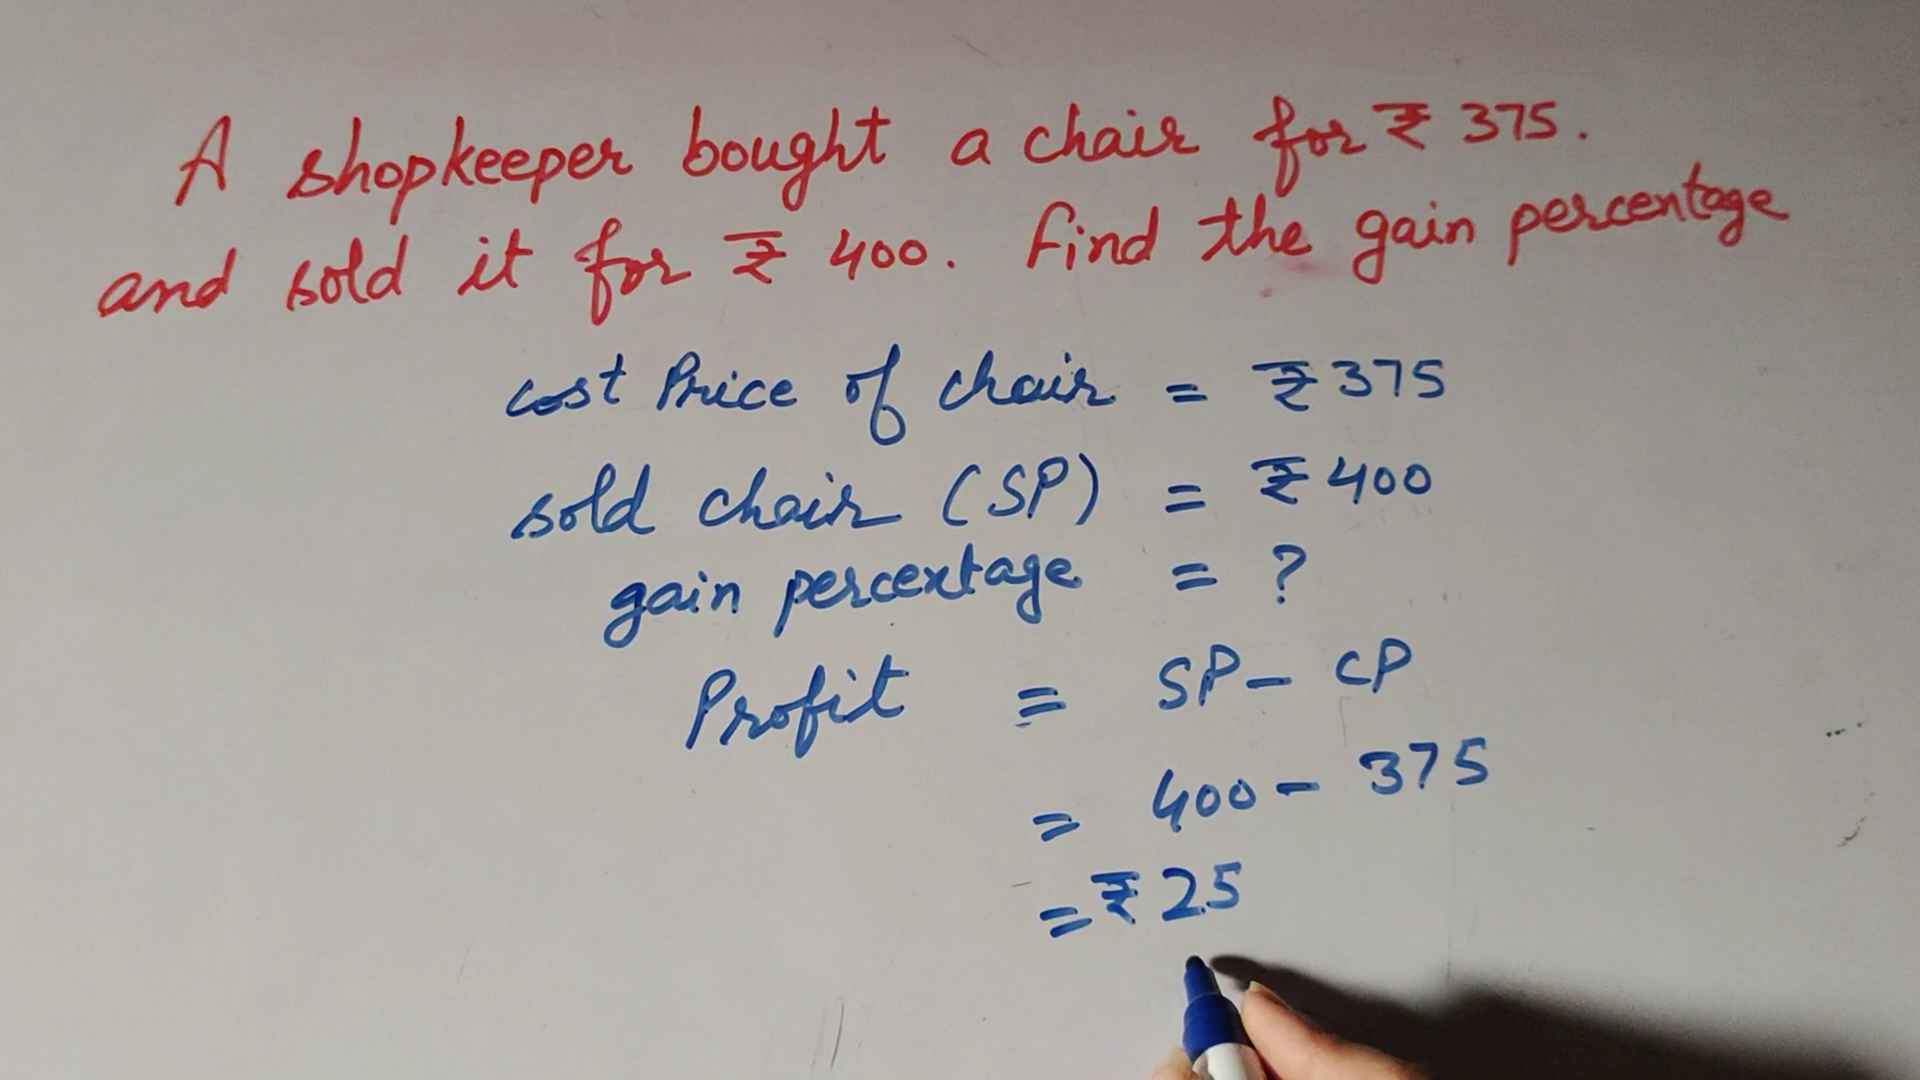 A shopkeeper bought a chair for ₹ 375.
and sold it for ₹ 400. Find the gain percentage
cost Price of chair = ₹ 375
sold chair (SP) = ₹ 400
gain percentage = ?
Profit = SP - CP
= 400 - 375
= ₹ 25